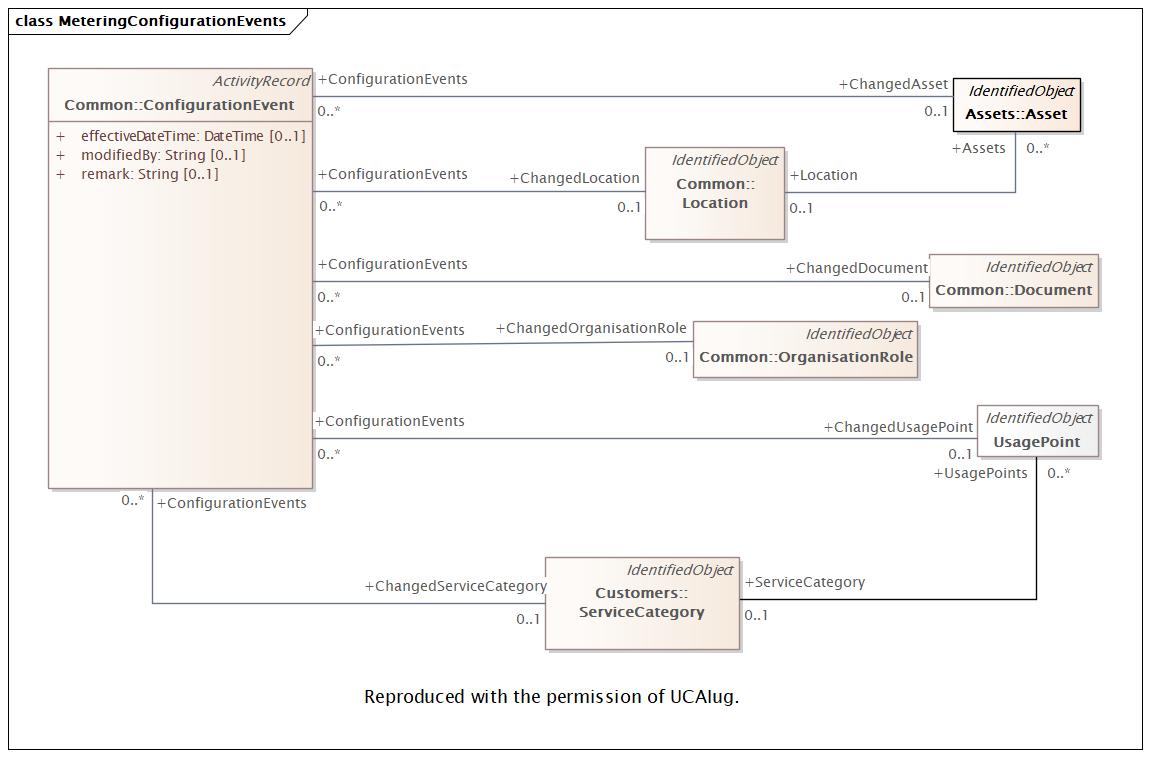 class MeteringConfigurationEvents
ActivityRecord
Common::ConfigurationEvent
+ effectiveDateTime: DateTime [0..1]
+ modifiedBy: String [0..1]
+ remark: String [0..1]
+ConfigurationEvents
0..*
+ChangedAsset
0..1
IdentifiedObject
Assets::Asset
+Assets
0..*
+ConfigurationEvents
0..*
+ChangedLocation
0..1
IdentifiedObject
Common::
Location
+Location
0..1
+ConfigurationEvents
0..*
+ChangedDocument
0..1
IdentifiedObject
Common::Document
+ConfigurationEvents
0..*
+ChangedOrganisationRole
0..1
IdentifiedObject
Common::OrganisationRole
+ConfigurationEvents
0..*
+ChangedUsagePoint
0..1
IdentifiedObject
UsagePoint
+UsagePoints
0..*
0..*
+ConfigurationEvents
+ChangedServiceCategory
0..1
IdentifiedObject
Customers::
ServiceCategory
+ServiceCategory
0..1
Reproduced with the permission of UCAIug.